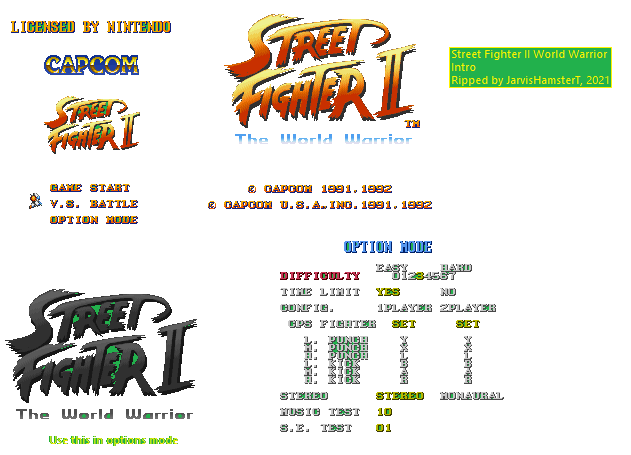 LICENSED BY NINTENDO
CAPCOM
STREET
FIGHTER II
STREET
FIGHTER II
TM
The World Warrior
Street Fighter II World Warrior
Intro
Ripped by JarvisHamsterT, 2021
GAME START
V.S. BATTLE
OPTION MODE
© CAPCOM 1991,1992
© CAPCOM U.S.A.,INC.1991,1992
STREET
FIGHTER II
The World Warrior
Use this in options mode
OPTION MODE
EASY HARD
DIFFICULTY 01234567
TIME LIMIT YES NO
CONFIG. 1PLAYER 2PLAYER
CPS FIGHTER SET SET
L. PUNCH Y Y
M. PUNCH X X
H. PUNCH L L
L. KICK B B
M. KICK A A
H. KICK R R
STEREO STEREO MONAURAL
MUSIC TEST 10
S.E. TEST 01